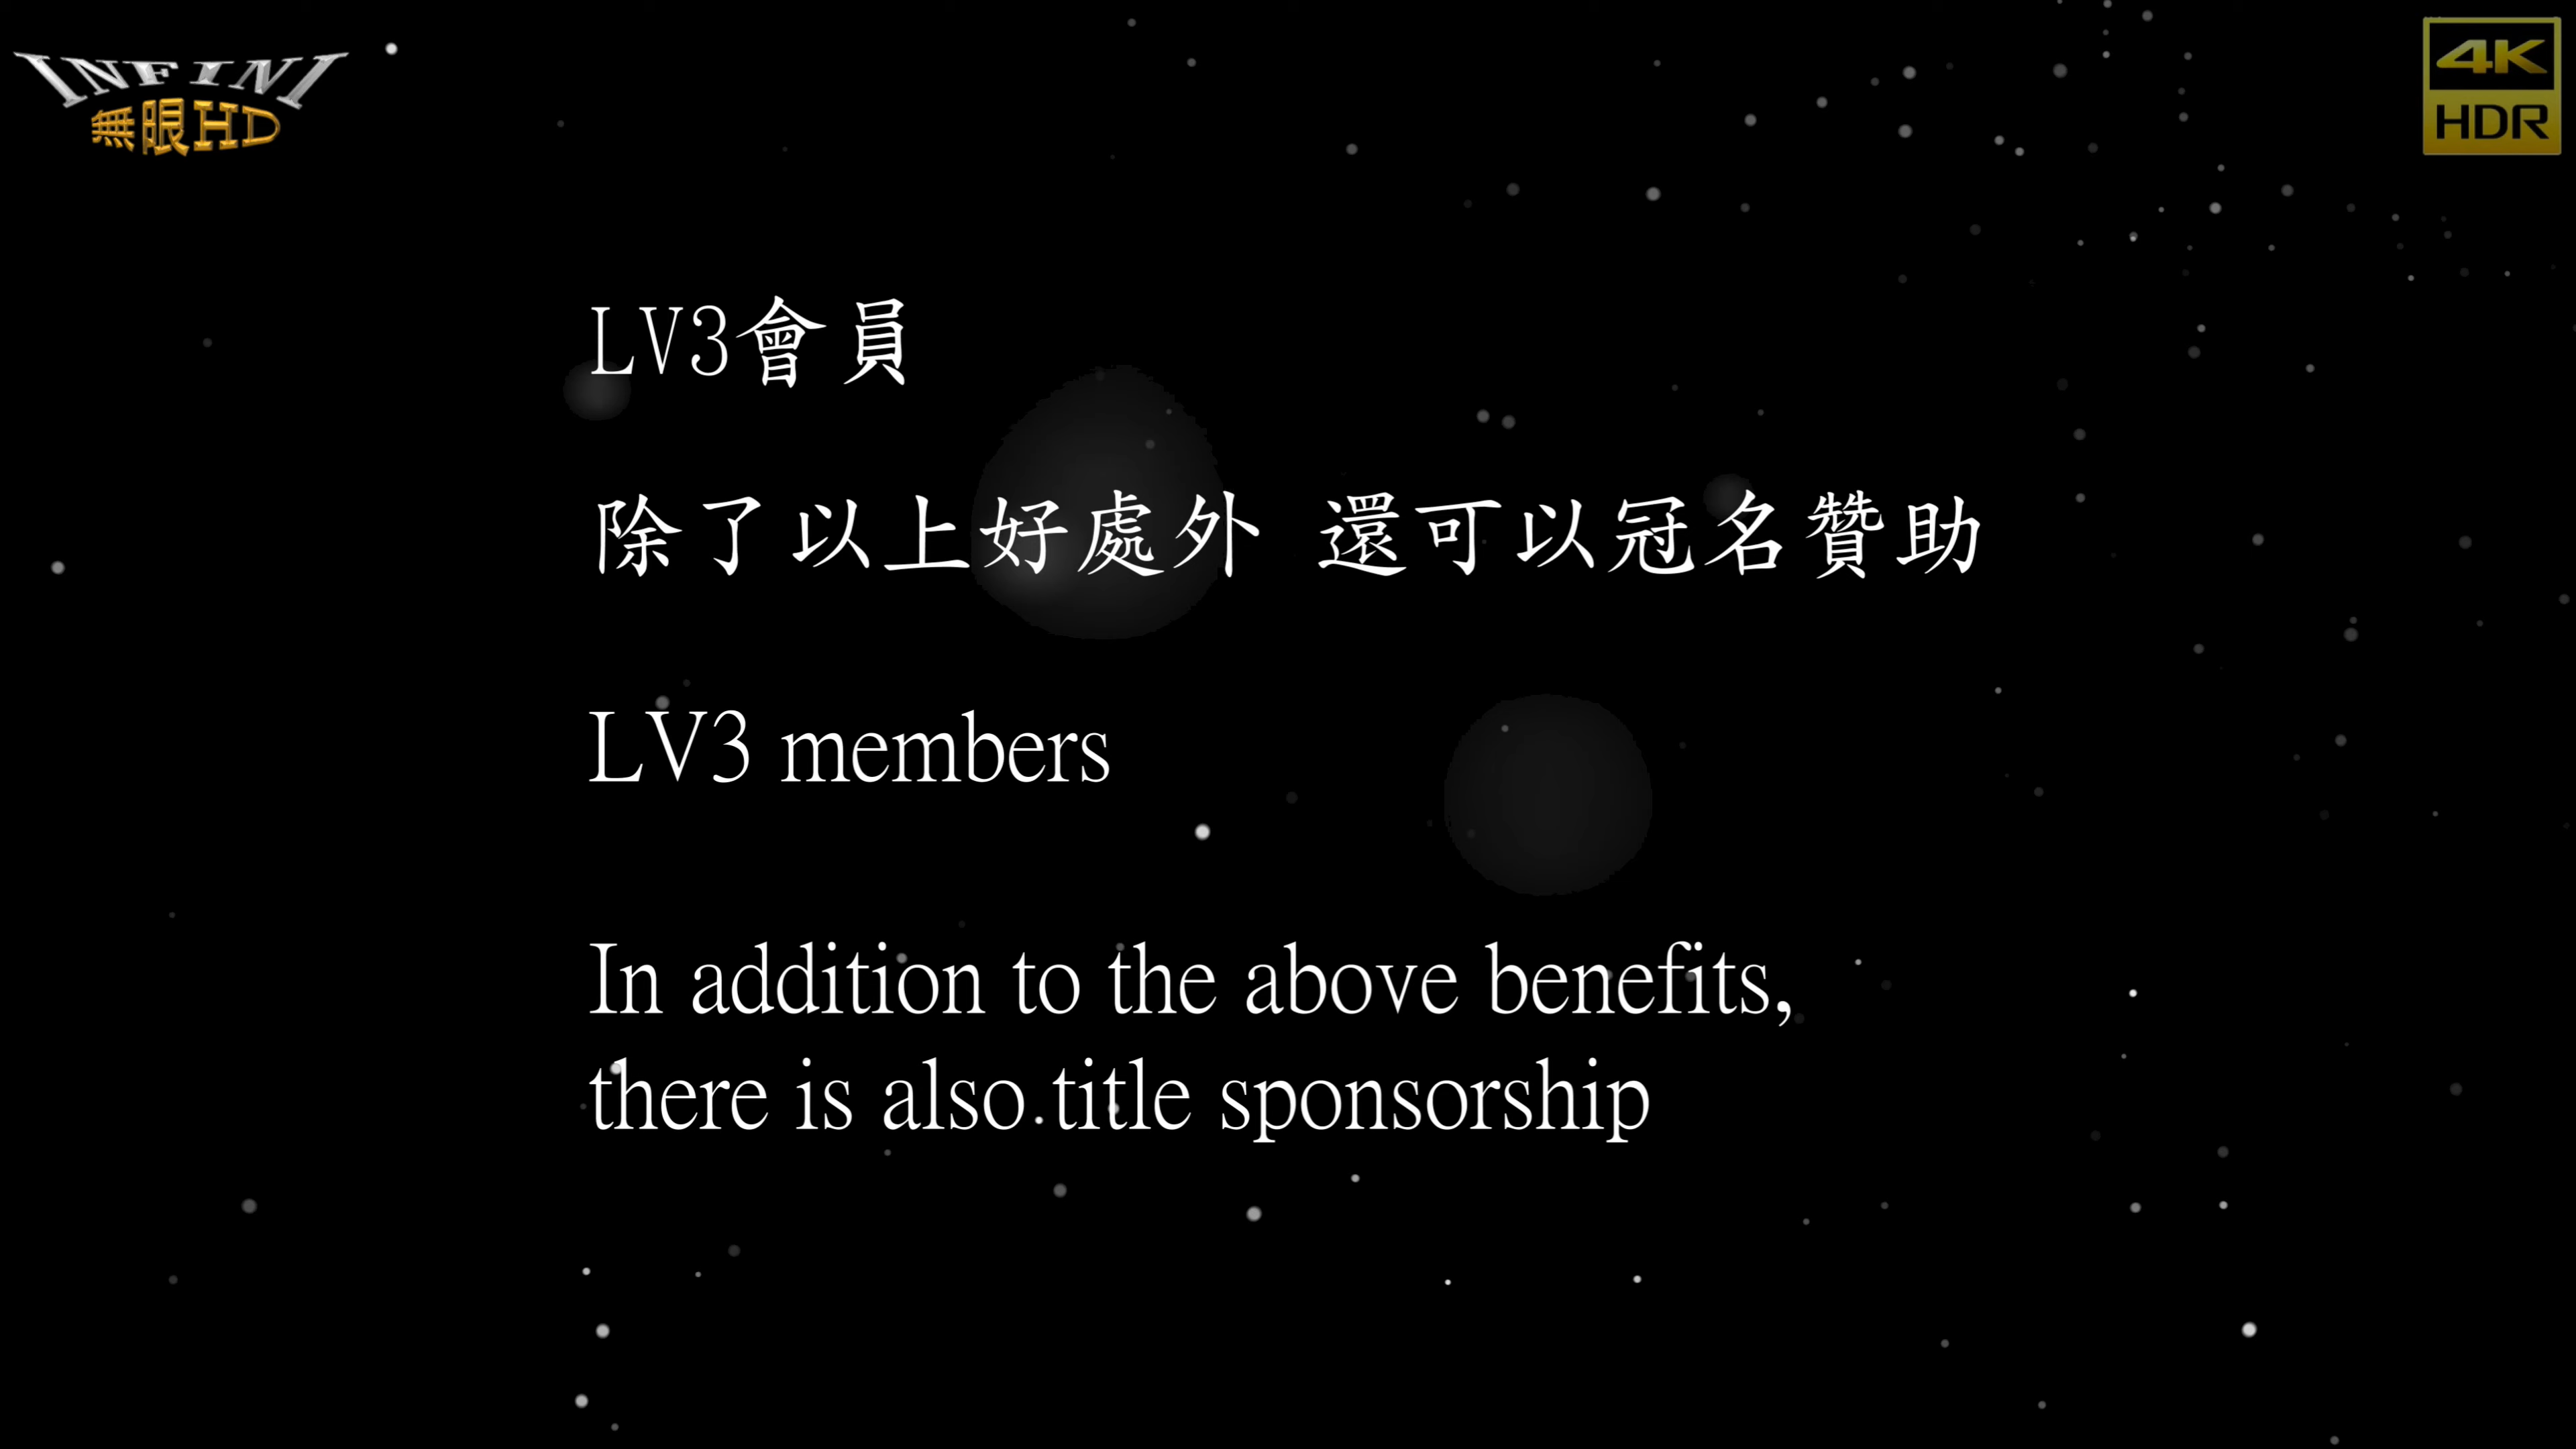 INFINI
無限HD
4K
HDR
LV3會員
除了以上好處外 還可以冠名贊助
LV3 members
In addition to the above benefits,
there is also title sponsorship